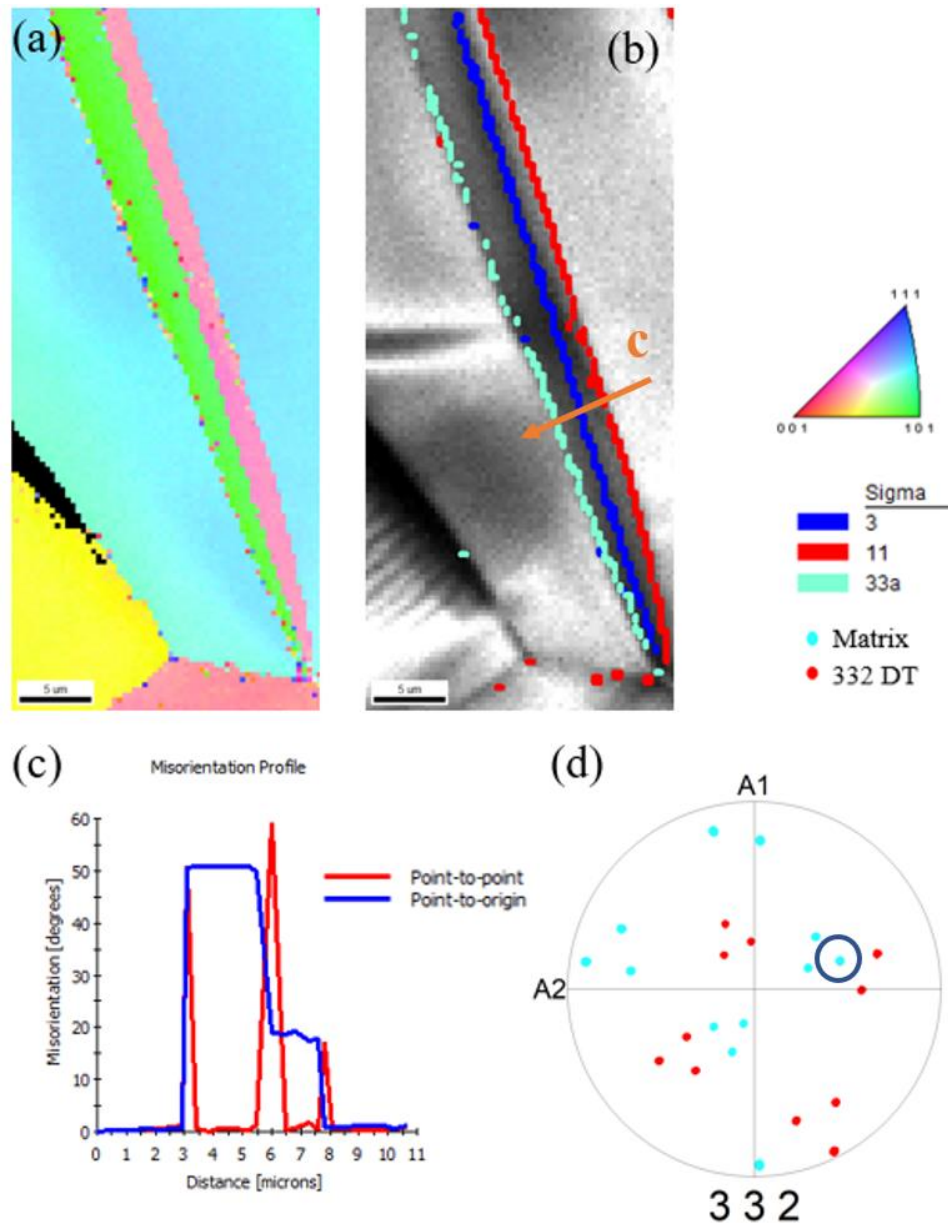 (a)
(b)
c
5 um
5 um
111
001
101
Sigma
3
11
33a
Matrix
332 DT
(c)
Misorientation Profile
60
50
40
30
20
10
0
Misorientation [degrees]
0 1 2 3 4 5 6 7 8 9 10 11
Distance [microns]
Point-to-point
Point-to-origin
(d)
A1
A2
3 3 2